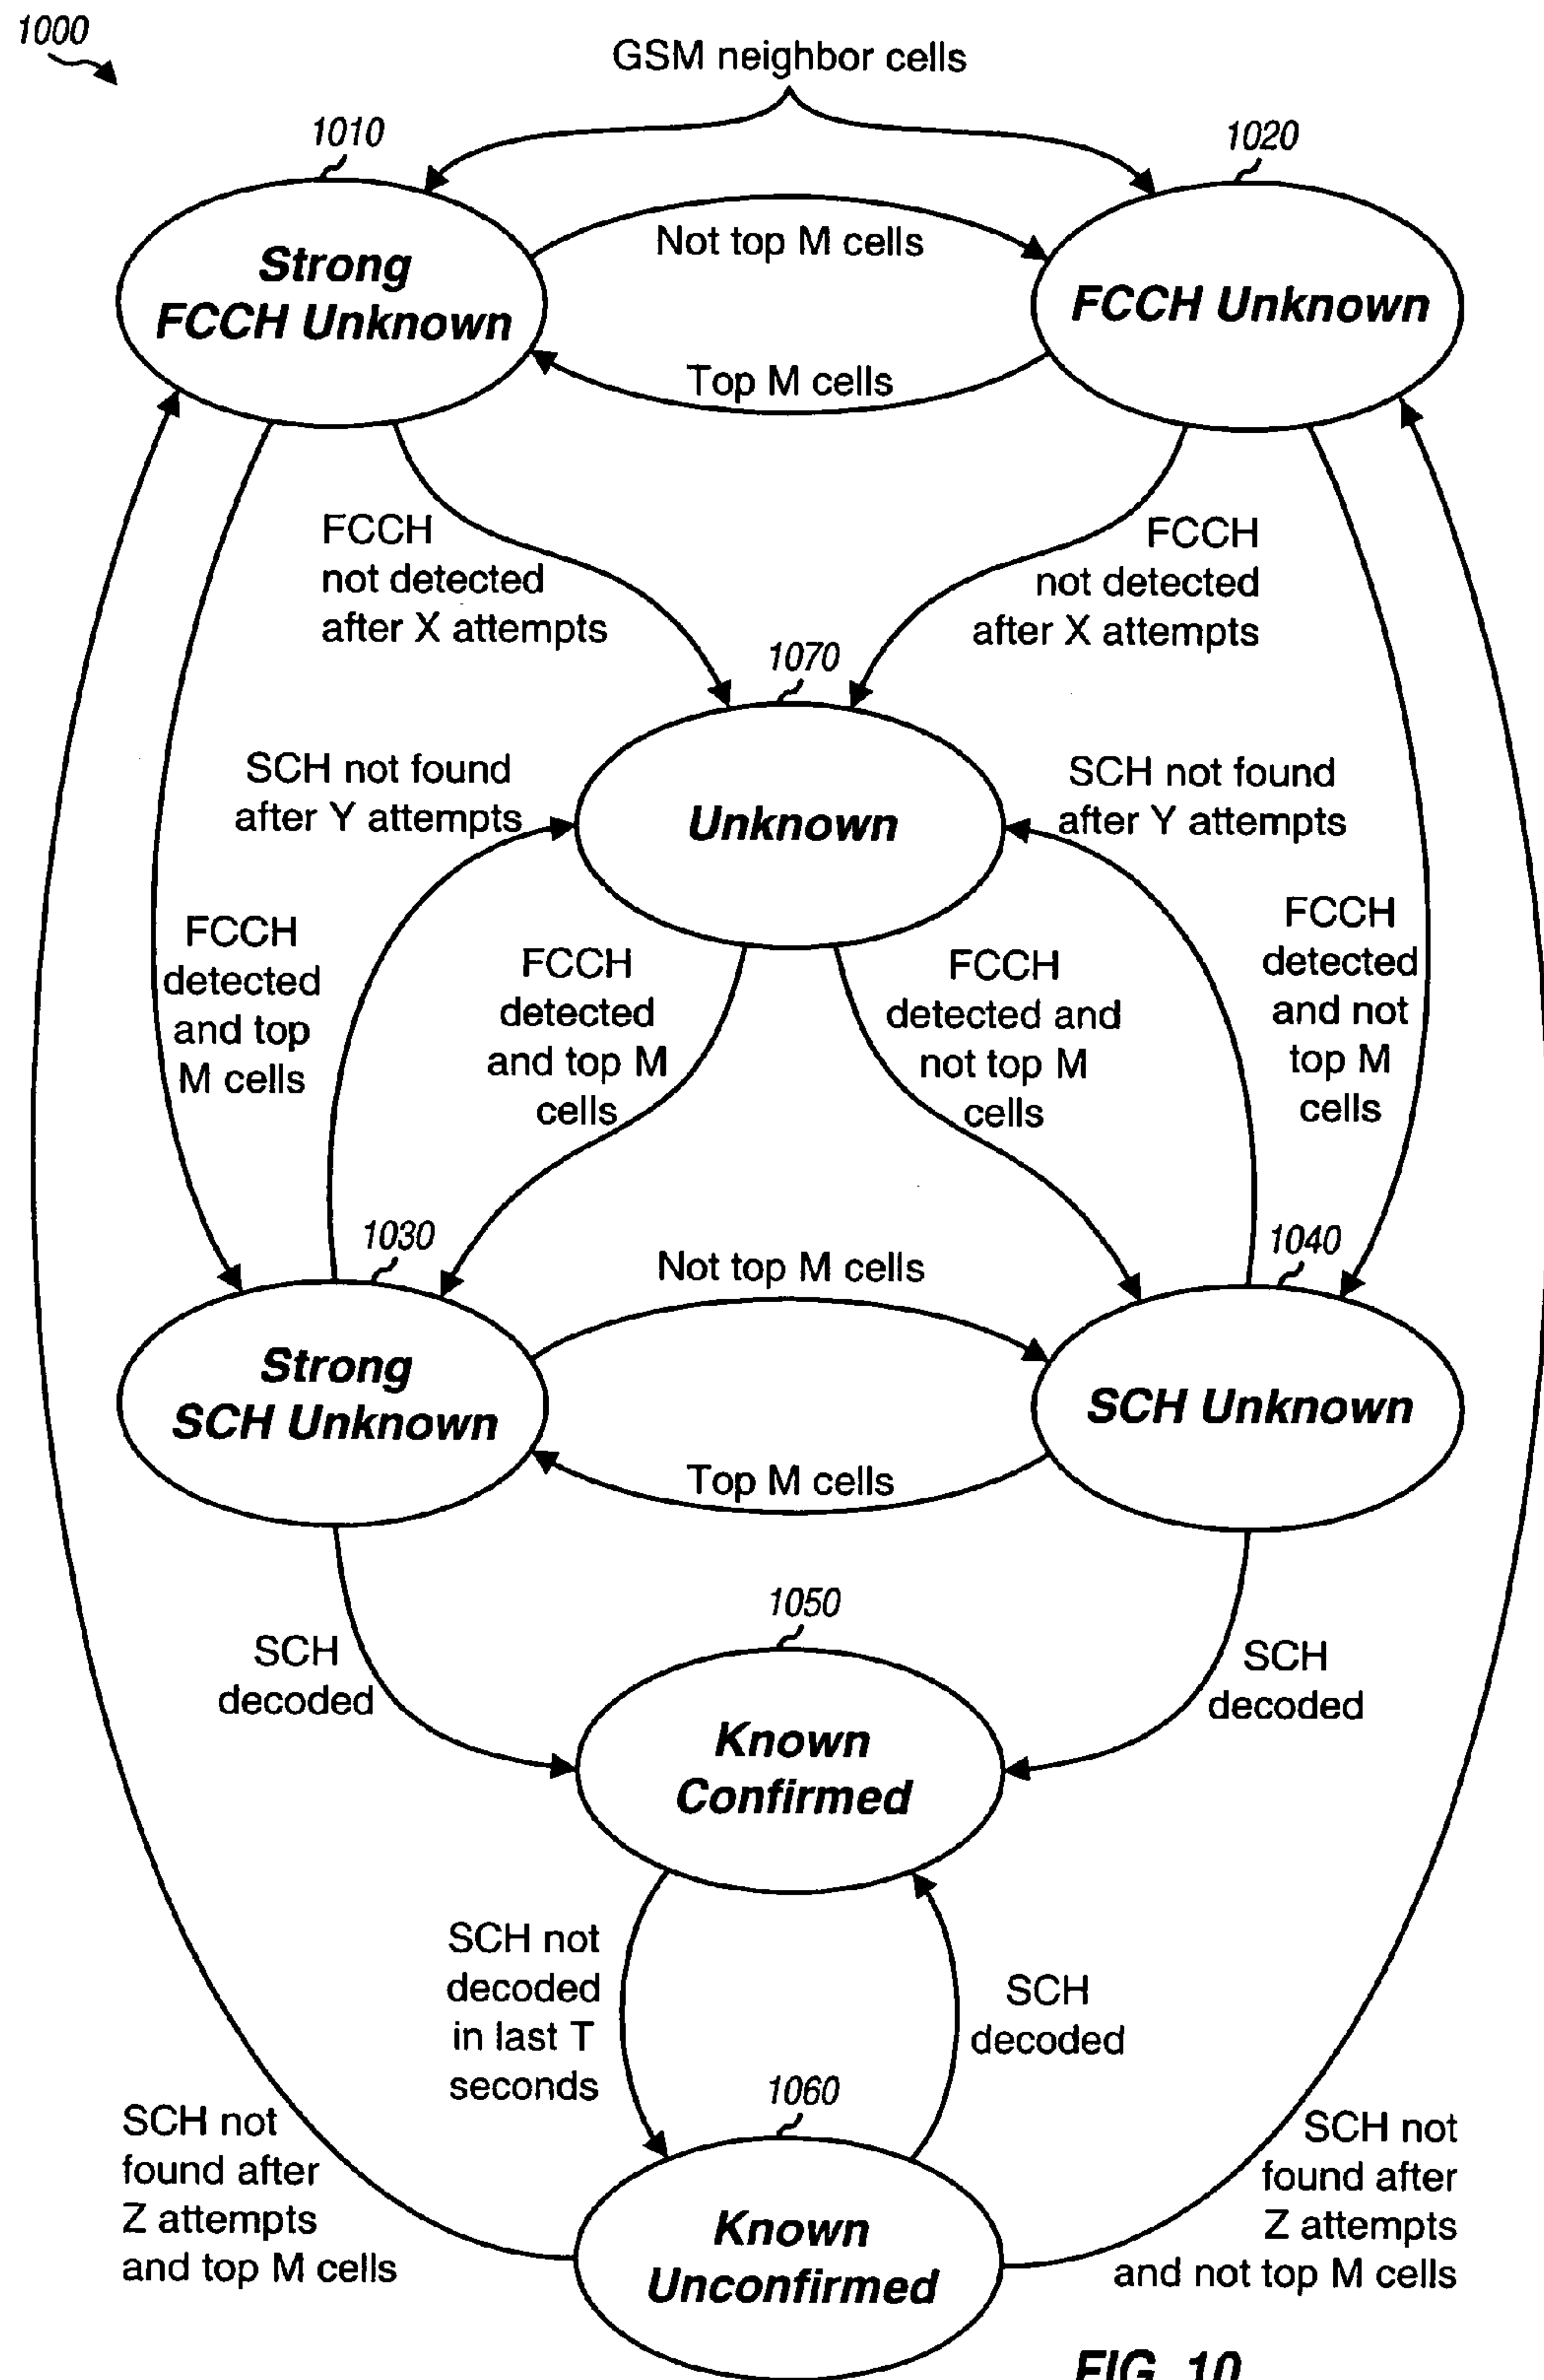 1000
GSM neighbor cells
1010
1020
Strong
FCCH Unknown
Not top M cells
FCCH Unknown
Top M cells
FCCH
not detected
after X attempts
FCCH
not detected
after X attempts
1070
SCH not found
after Y attempts
Unknown
SCH not found
after Y attempts
FCCH
detected
and top
M cells
FCCH
detected
and top M
cells
FCCH
detected and
not top M
cells
FCCH
detected
and not
top M
cells
1030
1040
Not top M cells
Strong
SCH Unknown
SCH Unknown
Top M cells
1050
SCH
decoded
SCH
decoded
Known
Confirmed
SCH not
decoded
in last T
seconds
SCH
decoded
1060
SCH not
found after
Z attempts
and top M cells
SCH not
found after
Z attempts
and not top M cells
Known
Unconfirmed
FIG. 10